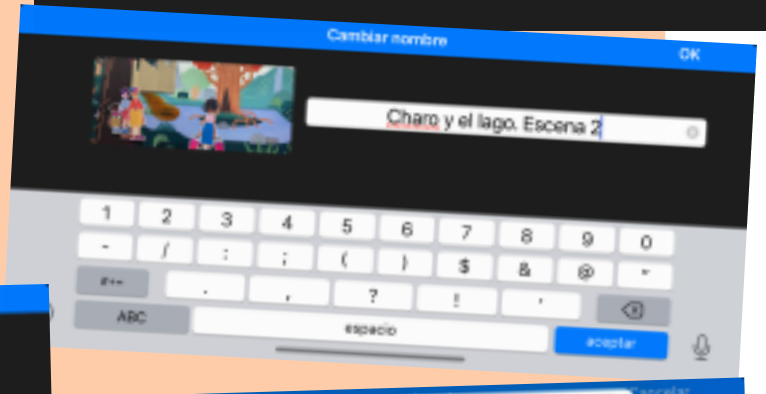 Cambiar nombre
OK
Charo y el lago. Escena 2
1 2 3 4 5 6 7 8 9 0
- / : ; ( ) $ & @ "
#+= . , ? ! ' 
ABC espacio aceptar
Cancelar